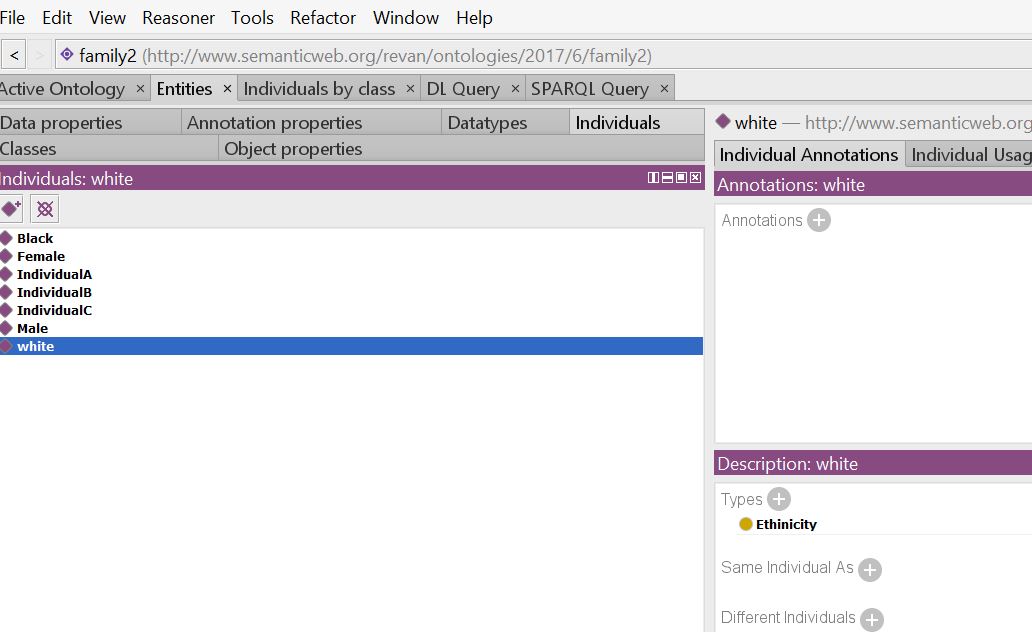 File Edit View Reasoner Tools Refactor Window Help
< > family2 (http://www.semanticweb.org/revan/ontologies/2017/6/family2)
Active Ontology × Entities × Individuals by class × DL Query × SPARQL Query ×
Data properties Annotation properties Datatypes Individuals
Classes Object properties
Individuals: white
Black
Female
IndividualA
IndividualB
IndividualC
Male
white
white — http://www.semanticweb.org
Individual Annotations Individual Usag
Annotations: white
Annotations
Description: white
Types
Ethinicity
Same Individual As
Different Individuals